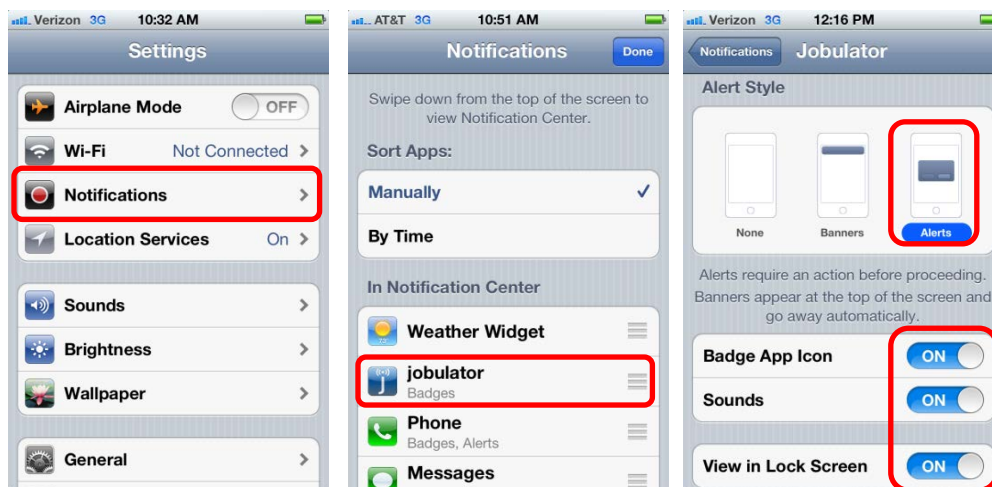 Verizon 3G 10:32 AM
Settings
Airplane Mode OFF
Wi-Fi Not Connected
Notifications
Location Services On
Sounds
Brightness
Wallpaper
General
AT&T 3G 10:51 AM
Notifications Done
Swipe down from the top of the screen to
view Notification Center.
Sort Apps:
Manually
By Time
In Notification Center
Weather Widget
jobulator
Badges
Phone
Badges, Alerts
Messages
Verizon 3G 12:16 PM
Notifications Jobulator
Alert Style
None Banners Alerts
Alerts require an action before proceeding.
Banners appear at the top of the screen and
go away automatically.
Badge App Icon ON
Sounds ON
View in Lock Screen ON